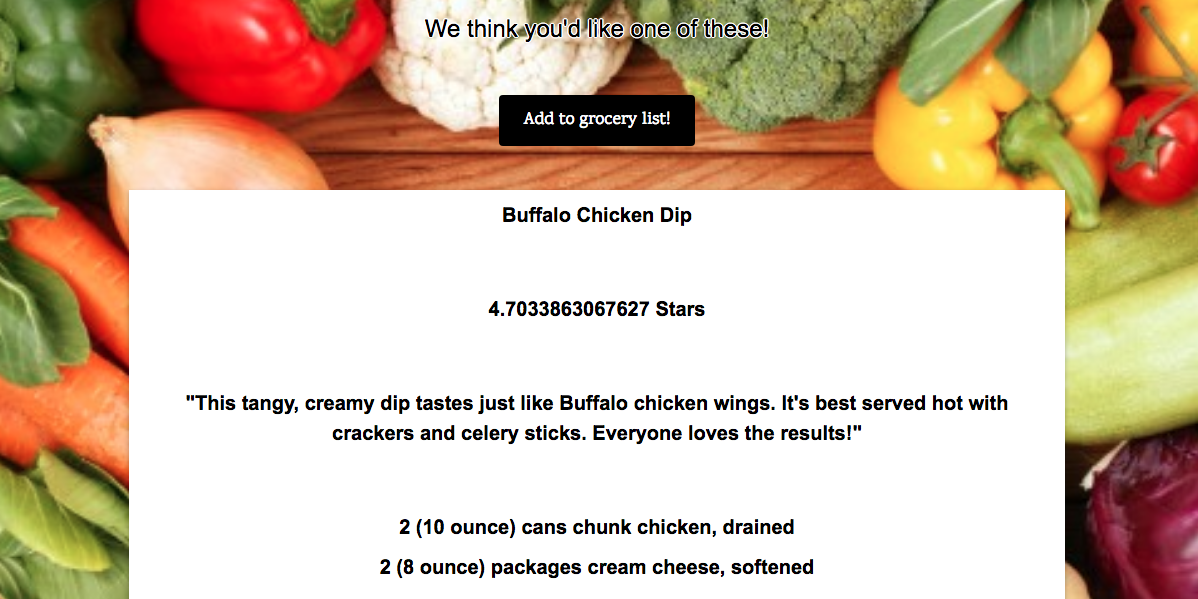 We think you'd like one of these!
Add to grocery list!
Buffalo Chicken Dip
4.7033863067627 Stars
"This tangy, creamy dip tastes just like Buffalo chicken wings. It's best served hot with
crackers and celery sticks. Everyone loves the results!"
2 (10 ounce) cans chunk chicken, drained
2 (8 ounce) packages cream cheese, softened